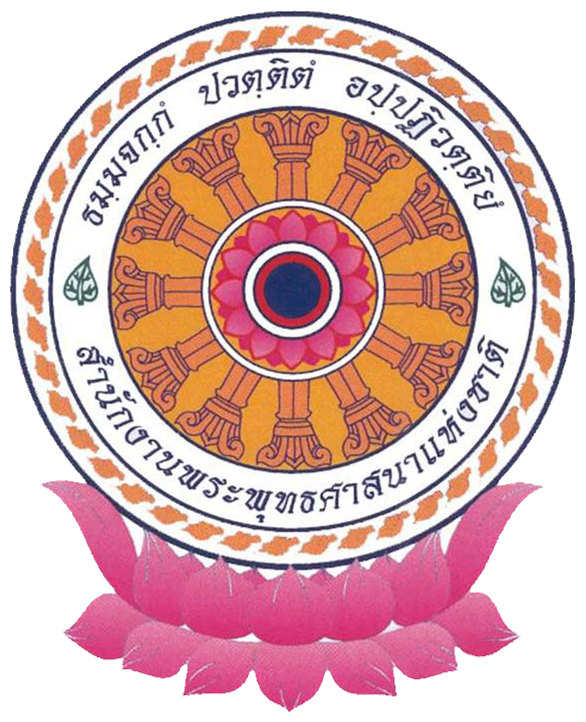 ธมฺมจกฺกํ ปวตฺติตํ อปฺปฏิวตฺติยํ
สำนักงานพระพุทธศาสนาแห่งชาติ